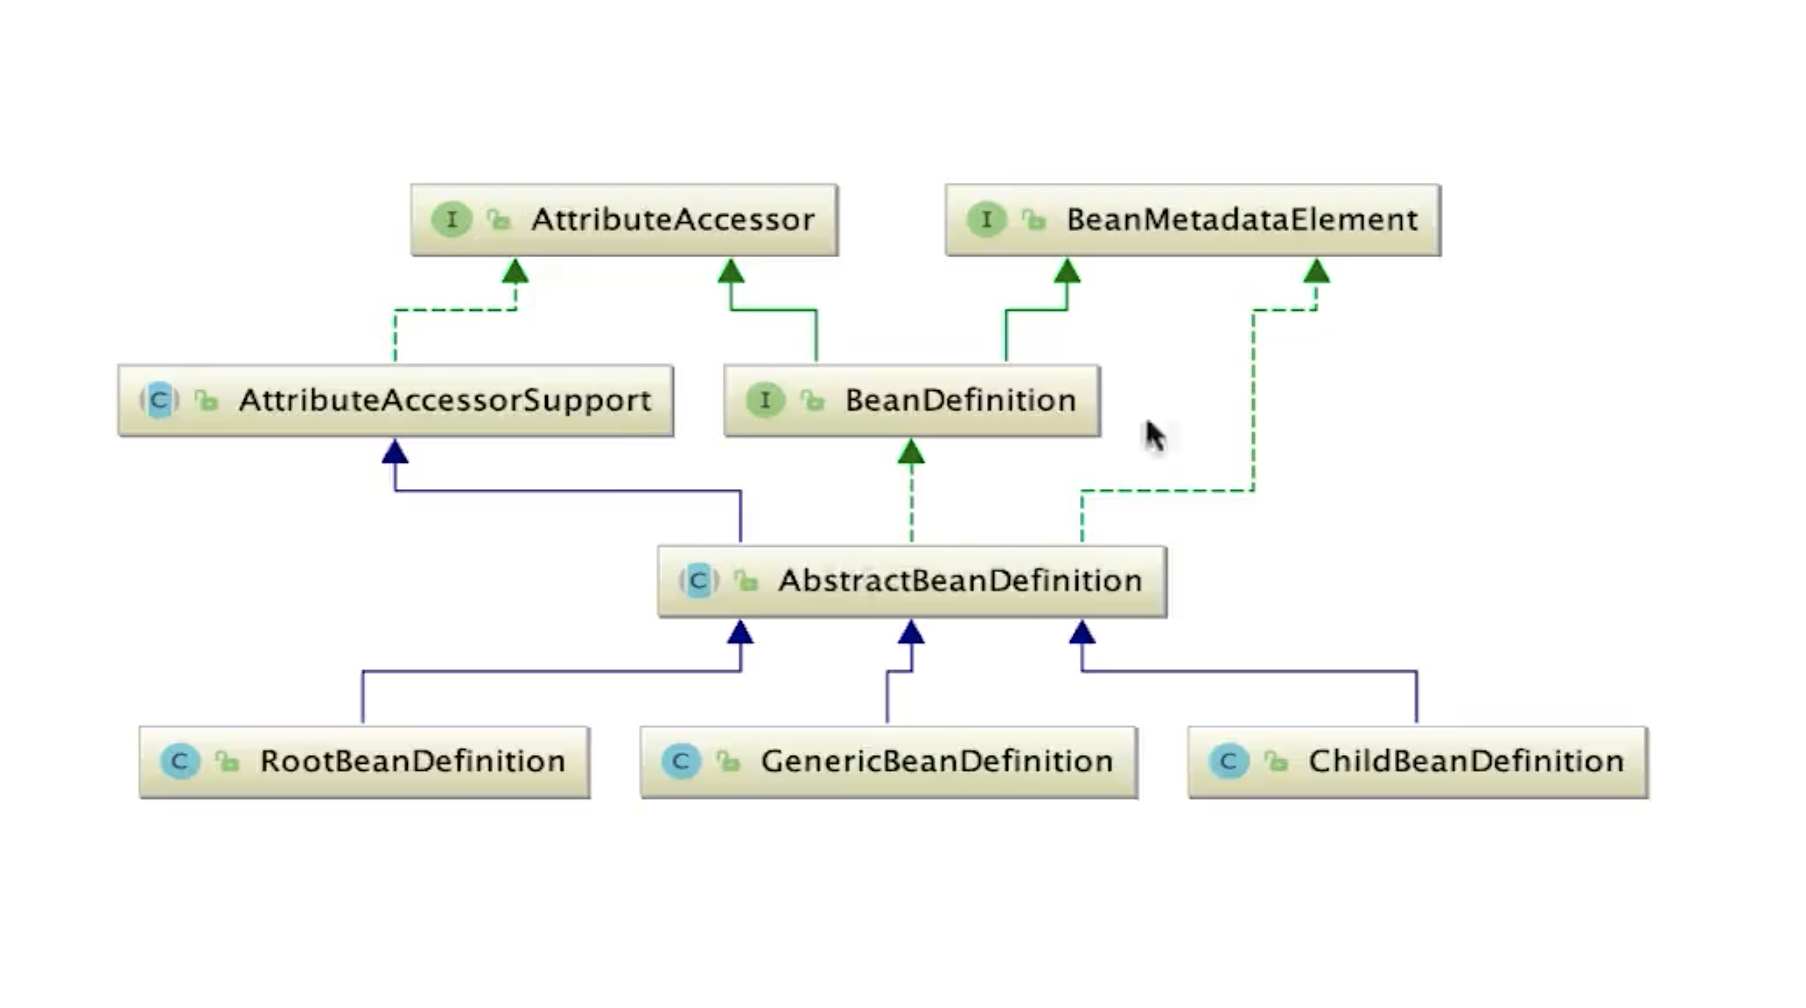 I AttributeAccessor
I BeanMetadataElement
C AttributeAccessorSupport
I BeanDefinition
C AbstractBeanDefinition
C RootBeanDefinition
C GenericBeanDefinition
C ChildBeanDefinition